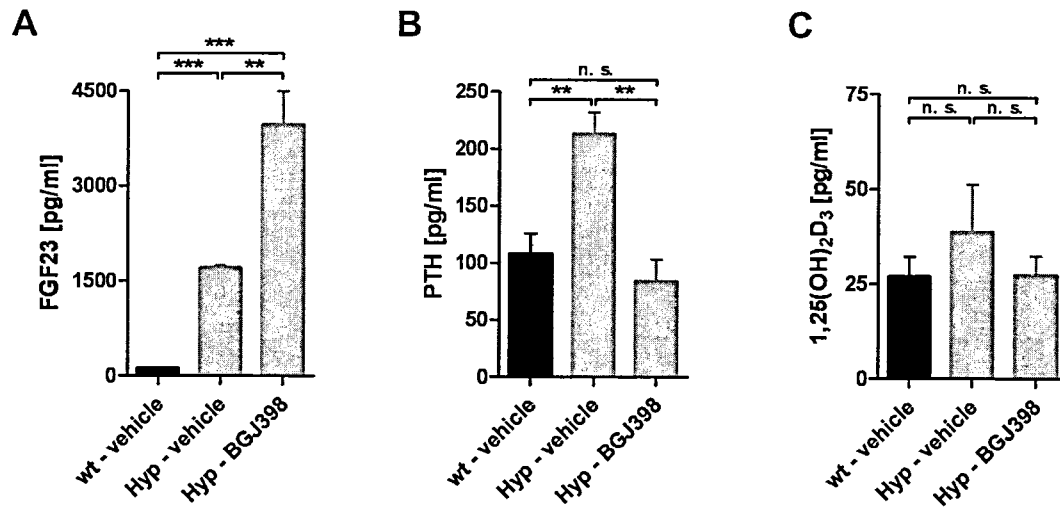 A
B
C
***
***
**
FGF23 [pg/ml]
4500
3000
1500
0
wt - vehicle
Hyp - vehicle
Hyp - BGJ398
n. s.
**
**
PTH [pg/ml]
250
200
150
100
50
0
wt - vehicle
Hyp - vehicle
Hyp - BGJ398
n. s.
n. s.
n. s.
1,25(OH)₂D₃ [pg/ml]
75
50
25
0
wt - vehicle
Hyp - vehicle
Hyp - BGJ398